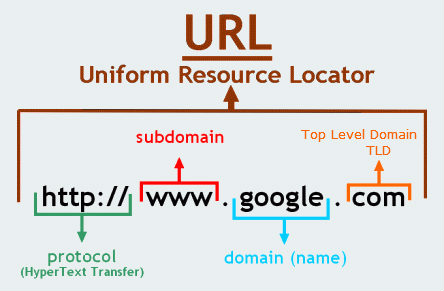 URL
Uniform Resource Locator
subdomain
Top Level Domain
TLD
http:// www . google . com
protocol
(HyperText Transfer)
domain (name)